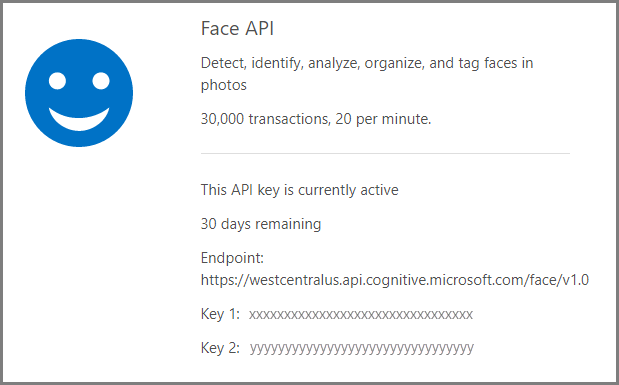 Face API
Detect, identify, analyze, organize, and tag faces in
photos
30,000 transactions, 20 per minute.
This API key is currently active
30 days remaining
Endpoint:
https://westcentralus.api.cognitive.microsoft.com/face/v1.0
Key 1: xxxxxxxxxxxxxxxxxxxxxxxxxxxxxxxx
Key 2: yyyyyyyyyyyyyyyyyyyyyyyyyyyyyyyy